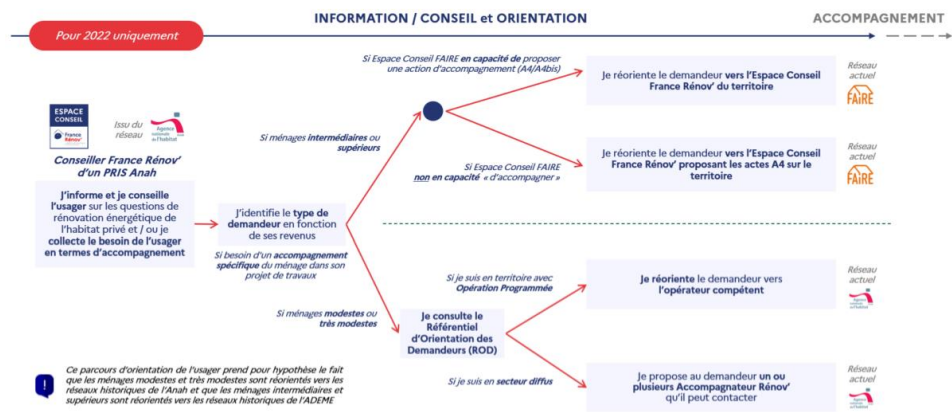 INFORMATION / CONSEIL et ORIENTATION
ACCOMPAGNEMENT
Pour 2022 uniquement
Si Espace Conseil FAIRE en capacité de proposer
une action d'accompagnement (A4/A4bis)
Je réoriente le demandeur vers l'Espace Conseil
France Rénov' du territoire
Réseau
actuel
FAIRE
ESPACE
CONSEIL
France
Rénov'
Issu du
réseau
Agence
nationale
de l'habitat
Si ménages intermédiaires ou
supérieurs
Conseiller France Rénov'
d'un PRIS Anah
Si Espace Conseil FAIRE
non en capacité « d'accompagner »
Je réoriente le demandeur vers l'Espace Conseil
France Rénov' proposant les actes A4 sur le
territoire
Réseau
actuel
FAIRE
J'informe et je conseille
l'usager sur les questions de
rénovation énergétique de
l'habitat privé et / ou je
collecte le besoin de l'usager
en termes d'accompagnement
J'identifie le type de
demandeur en fonction
de ses revenus
Si besoin d'un accompagnement
spécifique du ménage dans son
projet de travaux
Si je suis en territoire avec
Opération Programmée
Je réoriente le demandeur vers
l'opérateur compétent
Réseau
actuel
Si ménages modestes ou
très modestes
Je consulte le
Référentiel
d'Orientation des
Demandeurs (ROD)
Si je suis en secteur diffus
Je propose au demandeur un ou
plusieurs Accompagnateur Rénov'
qu'il peut contacter
Réseau
actuel
Ce parcours d'orientation de l'usager prend pour hypothèse le fait
que les ménages modestes et très modestes sont réorientés vers les
réseaux historiques de l'Anah et que les ménages intermédiaires et
supérieurs sont réorientés vers les réseaux historiques de l'ADEME